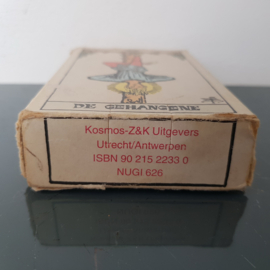 DE GEHANGENE
Kosmos-Z&K Uitgevers
Utrecht/Antwerpen
ISBN 90 215 2233 0
NUGI 626